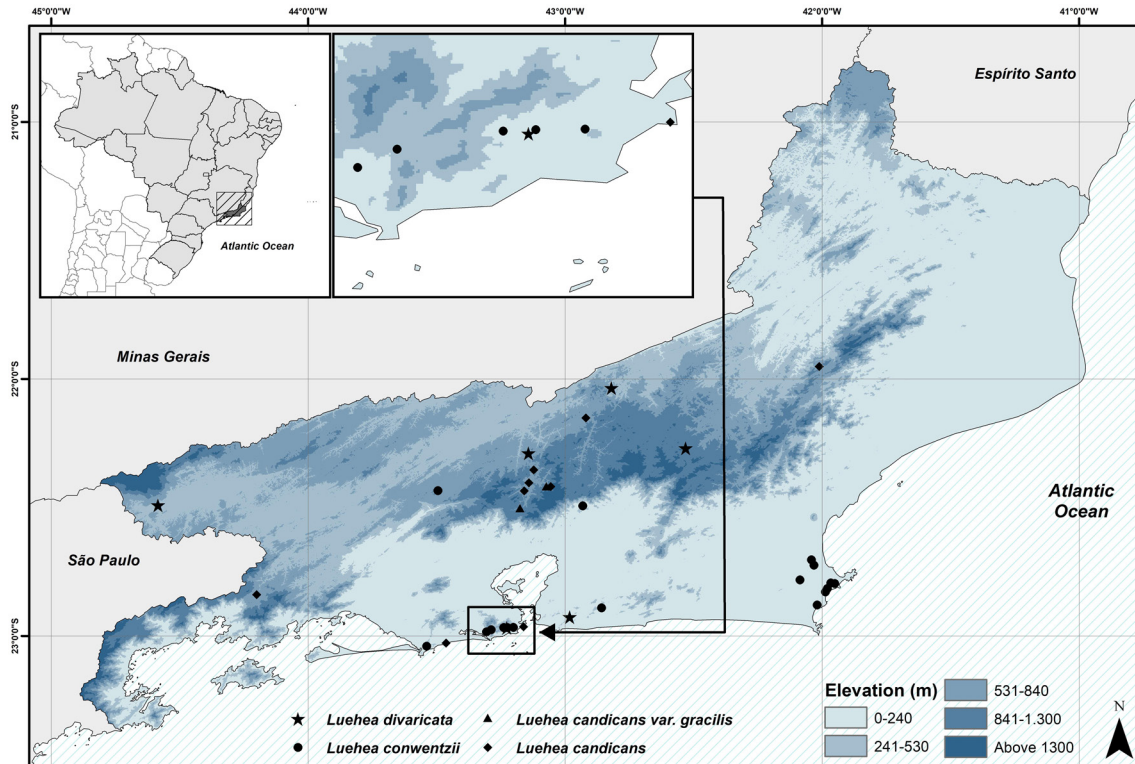 45°0'0"W
44°0'0"W
43°0'0"W
42°0'0"W
41°0'0"W
Espírito Santo
21°0'0"S
Atlantic Ocean
Minas Gerais
22°0'0"S
São Paulo
Atlantic
Ocean
23°0'0"S
Elevation (m)
0-240
241-530
531-840
841-1.300
Above 1300
Luehea divaricata
Luehea conwentzii
Luehea candicans var. gracilis
Luehea candicans
N